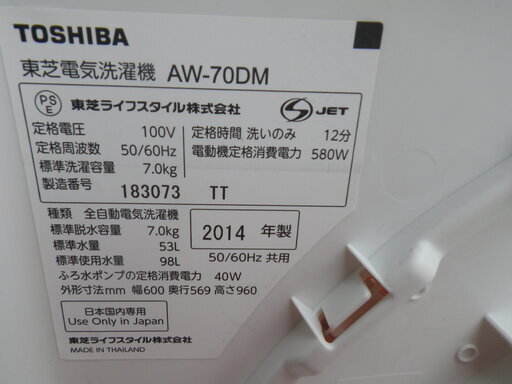 TOSHIBA
東芝電気洗濯機 AW-70DM
PS E 東芝ライフスタイル株式会社 S JET
定格電圧 100V 定格時間 洗いのみ 12分
定格周波数 50/60Hz 電動機定格消費電力 580W
標準洗濯容量 7.0kg
製造番号 183073 TT
種類 全自動電気洗濯機
標準脱水容量 7.0kg 2014 年製
標準水量 53L
標準使用水量 98L 50/60Hz 共用
ふろ水ポンプの定格消費電力 40W
外形寸法mm 幅600 奥行569 高さ960
日本国内専用
Use Only in Japan
東芝ライフスタイル株式会社
MADE IN THAILAND